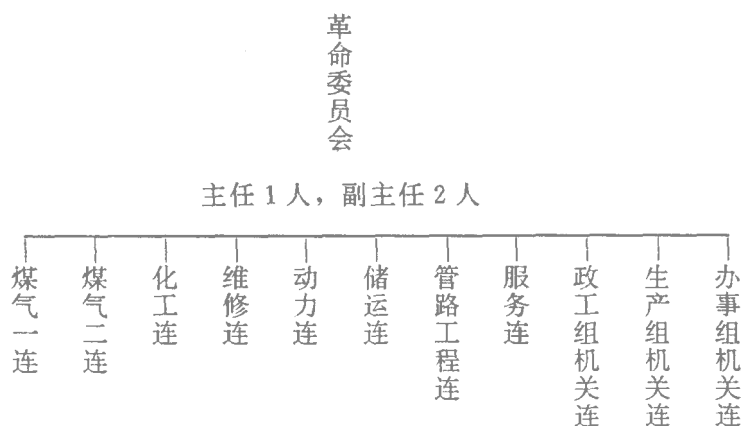 革命委员会
主任1人，副主任2人
煤气一连
煤气二连
化工连
维修连
动力连
储运连
管路工程连
服务连
政工组机关连
生产组机关连
办事组机关连